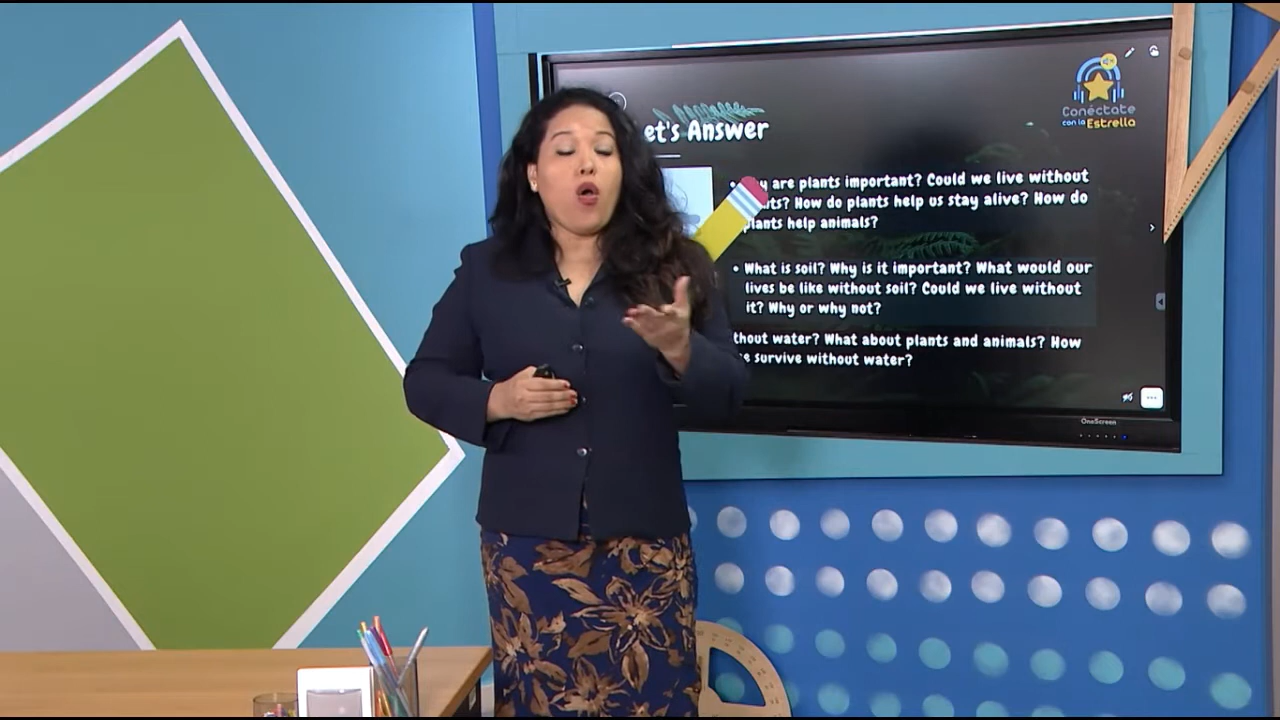 et's Answer
Conéctate
con la Estrella
are plants important? Could we live without
How do plants help us stay alive? How do
plants help animals?
• What is soil? Why is it important? What would our
lives be like without soil? Could we live without
it? Why or why not?
thout water? What about plants and animals? How
survive without water?
OneScreen